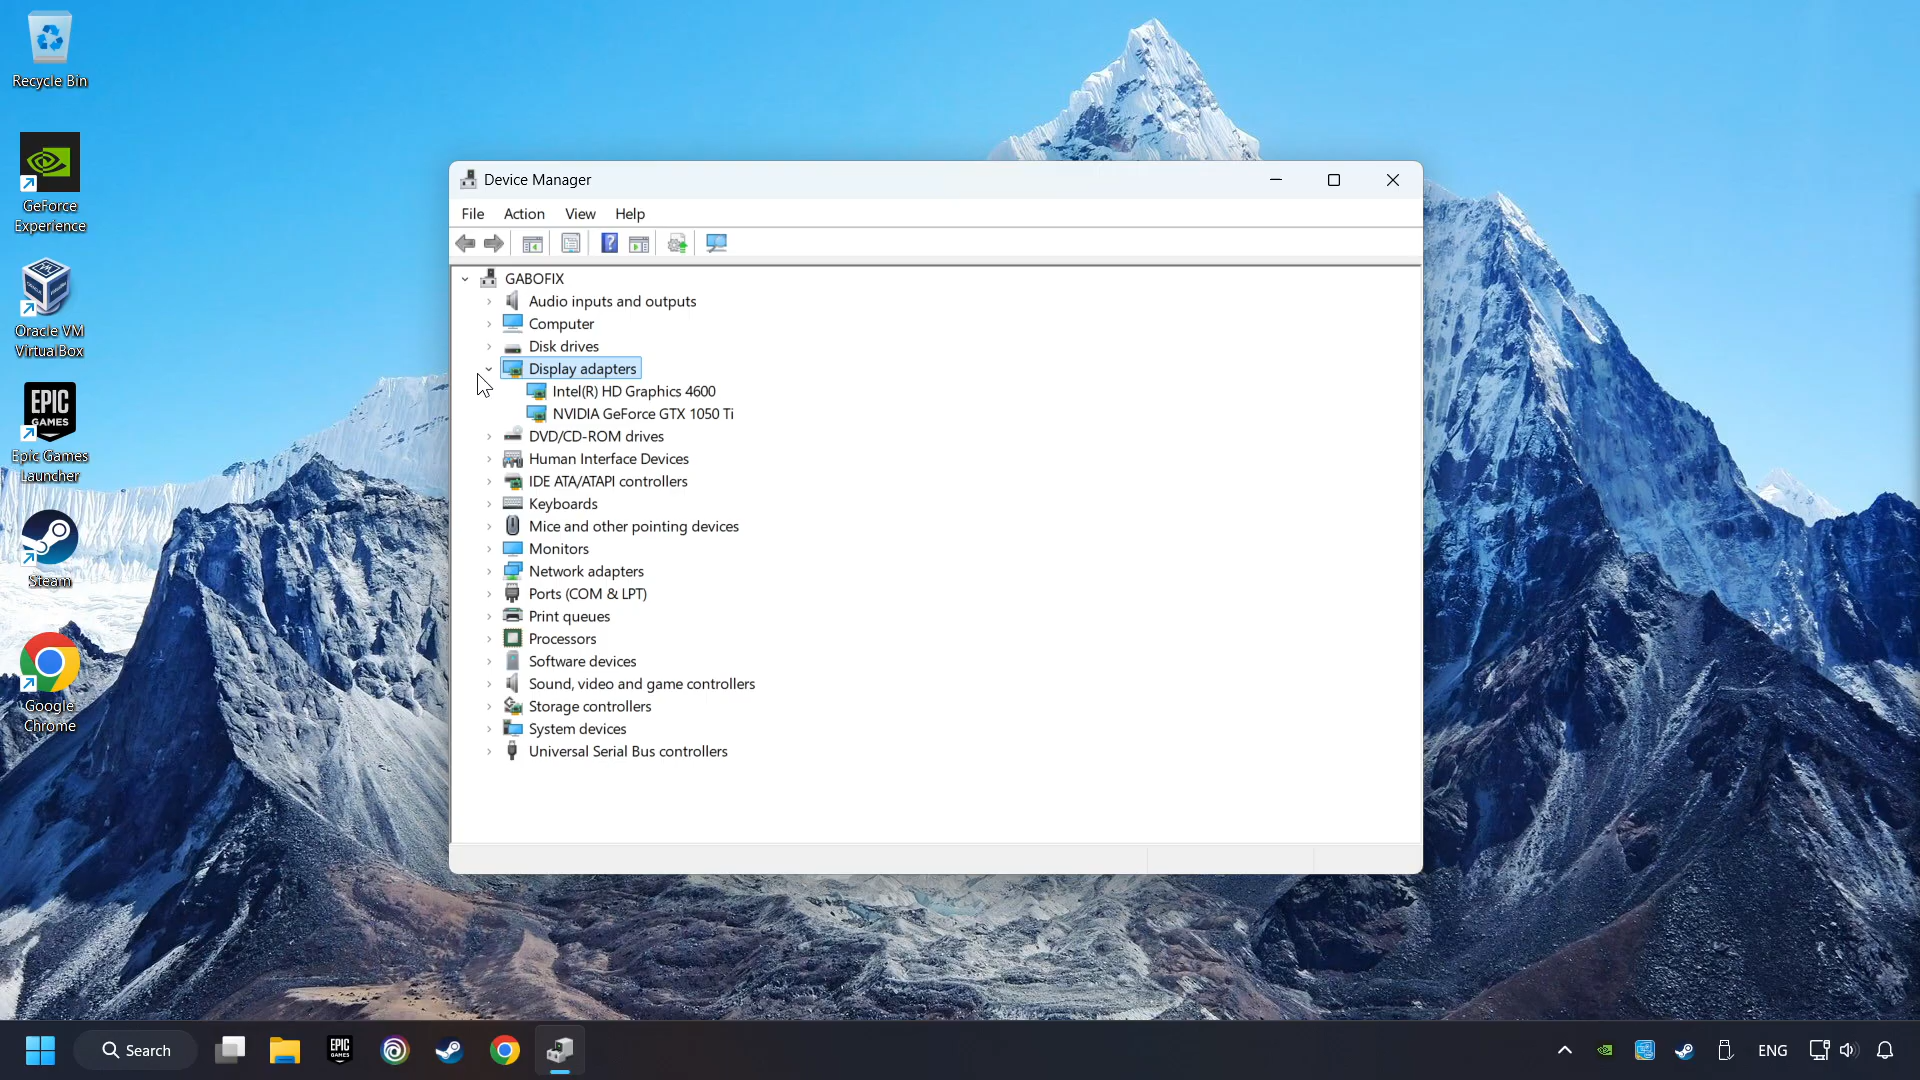 Recycle Bin
GeForce
Experience
Oracle VM
VirtualBox
EPIC
GAMES
Epic Games
Launcher
Steam
Google
Chrome
Device Manager
File Action View Help
GABOFIX
Audio inputs and outputs
Computer
Disk drives
Display adapters
Intel(R) HD Graphics 4600
NVIDIA GeForce GTX 1050 Ti
DVD/CD-ROM drives
Human Interface Devices
IDE ATA/ATAPI controllers
Keyboards
Mice and other pointing devices
Monitors
Network adapters
Ports (COM & LPT)
Print queues
Processors
Software devices
Sound, video and game controllers
Storage controllers
System devices
Universal Serial Bus controllers
Search
EPIC
GAMES
ENG